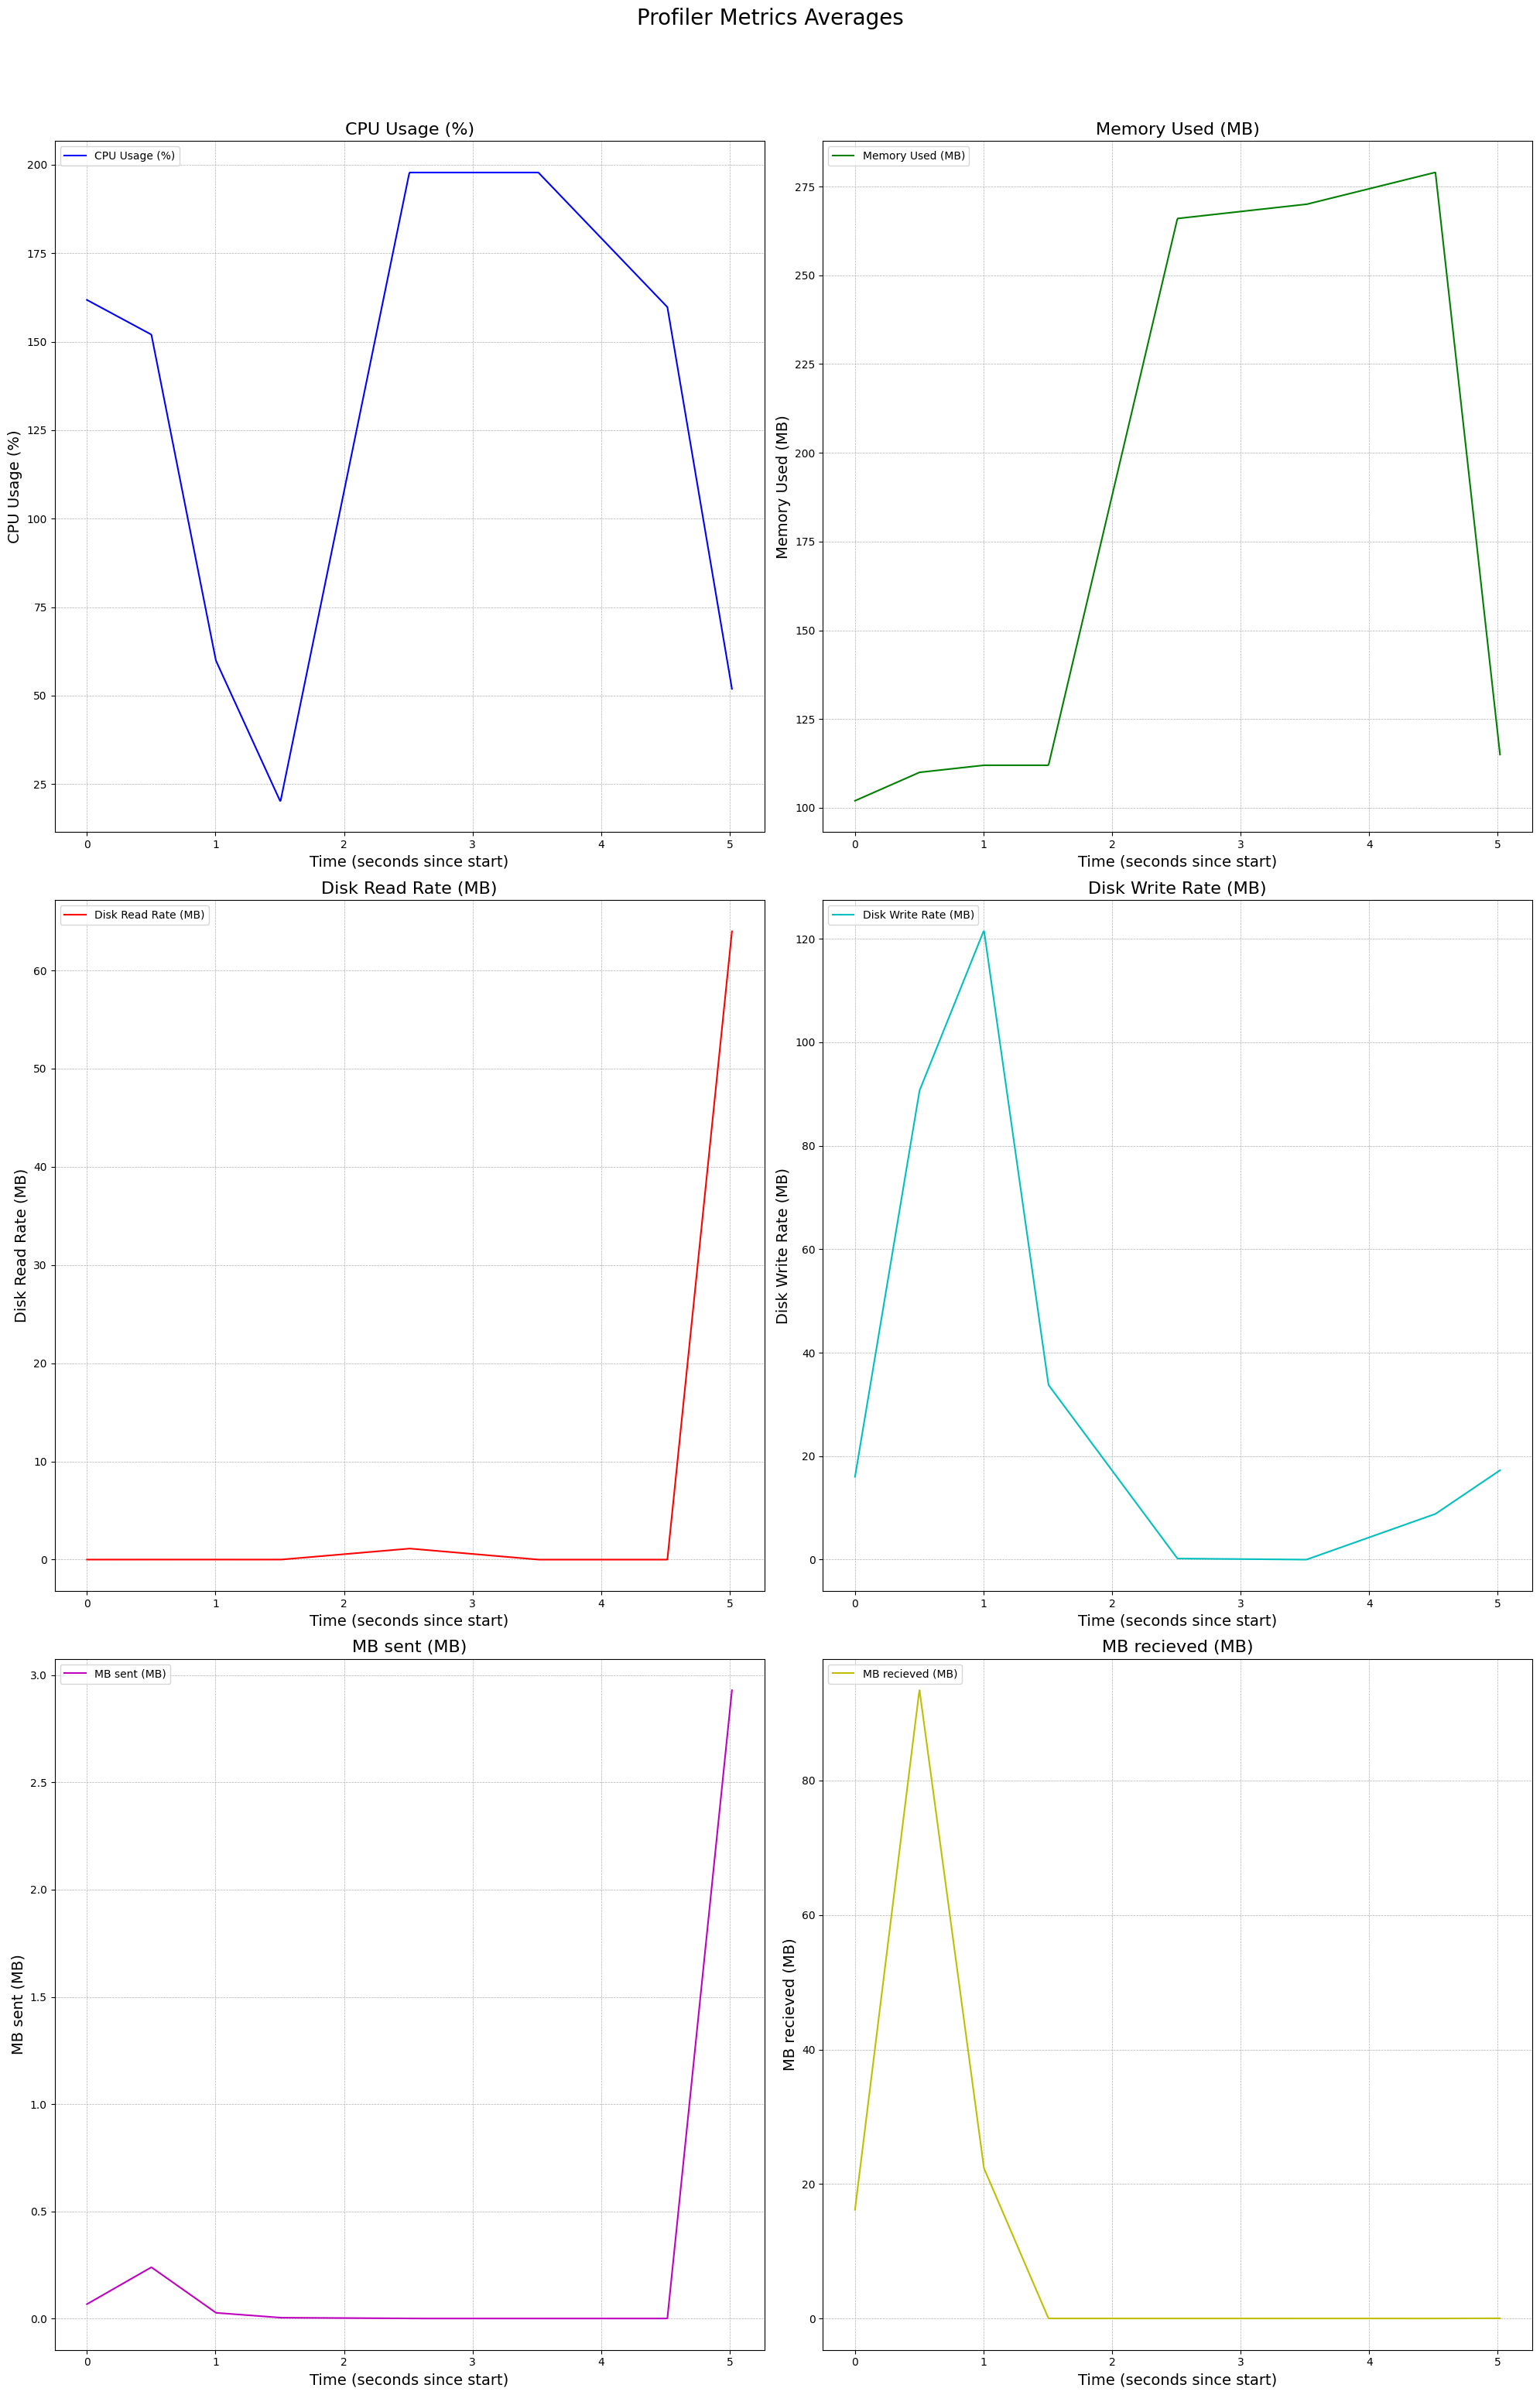 Profiler Metrics Averages
CPU Usage (%)
CPU Usage (%)
CPU Usage (%)
200
175
150
125
100
75
50
25
0 1 2 3 4 5
Time (seconds since start)
Memory Used (MB)
Memory Used (MB)
Memory Used (MB)
275
250
225
200
175
150
125
100
0 1 2 3 4 5
Time (seconds since start)
Disk Read Rate (MB)
Disk Read Rate (MB)
Disk Read Rate (MB)
60
50
40
30
20
10
0
0 1 2 3 4 5
Time (seconds since start)
Disk Write Rate (MB)
Disk Write Rate (MB)
Disk Write Rate (MB)
120
100
80
60
40
20
0
0 1 2 3 4 5
Time (seconds since start)
MB sent (MB)
MB sent (MB)
MB sent (MB)
3.0
2.5
2.0
1.5
1.0
0.5
0.0
0 1 2 3 4 5
Time (seconds since start)
MB recieved (MB)
MB recieved (MB)
MB recieved (MB)
80
60
40
20
0
0 1 2 3 4 5
Time (seconds since start)